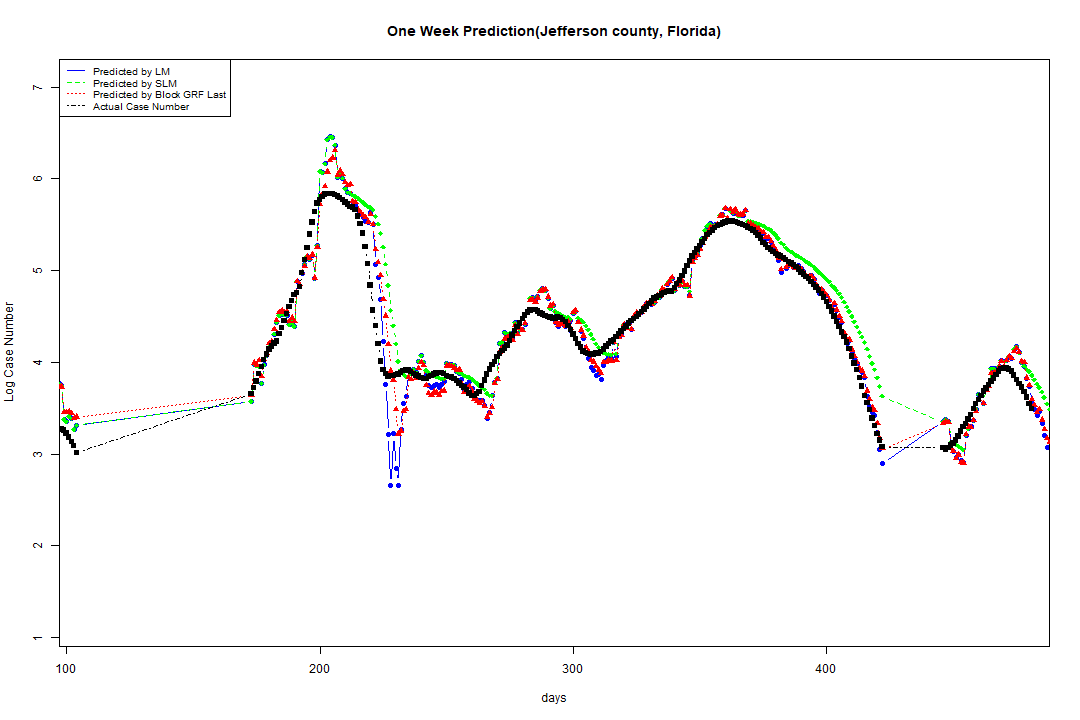 One Week Prediction(Jefferson county, Florida)
Predicted by LM
Predicted by SLM
Predicted by Block GRF Last
Actual Case Number
7
6
5
4
3
2
1
Log Case Number
100 200 300 400
days